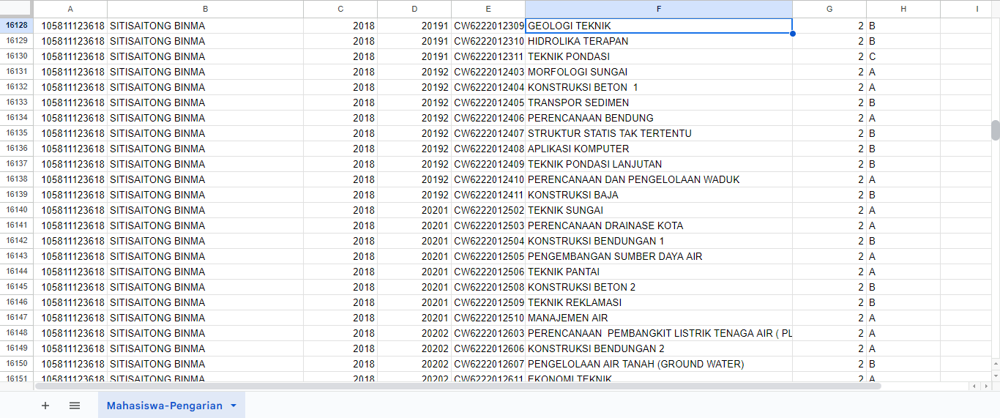 A B C D E F G H I
16128 105811123618 SITISAITONG BINMA 2018 20191 CW6222012309 GEOLOGI TEKNIK 2 B
16129 105811123618 SITISAITONG BINMA 2018 20191 CW6222012310 HIDROLIKA TERAPAN 2 B
16130 105811123618 SITISAITONG BINMA 2018 20191 CW6222012311 TEKNIK PONDASI 2 C
16131 105811123618 SITISAITONG BINMA 2018 20192 CW6222012403 MORFOLOGI SUNGAI 2 A
16132 105811123618 SITISAITONG BINMA 2018 20192 CW6222012404 KONSTRUKSI BETON  1 2 A
16133 105811123618 SITISAITONG BINMA 2018 20192 CW6222012405 TRANSPOR SEDIMEN 2 B
16134 105811123618 SITISAITONG BINMA 2018 20192 CW6222012406 PERENCANAAN BENDUNG 2 A
16135 105811123618 SITISAITONG BINMA 2018 20192 CW6222012407 STRUKTUR STATIS TAK TERTENTU 2 B
16136 105811123618 SITISAITONG BINMA 2018 20192 CW6222012408 APLIKASI KOMPUTER 2 B
16137 105811123618 SITISAITONG BINMA 2018 20192 CW6222012409 TEKNIK PONDASI LANJUTAN 2 B
16138 105811123618 SITISAITONG BINMA 2018 20192 CW6222012410 PERENCANAAN DAN PENGELOLAAN WADUK 2 A
16139 105811123618 SITISAITONG BINMA 2018 20192 CW6222012411 KONSTRUKSI BAJA 2 B
16140 105811123618 SITISAITONG BINMA 2018 20201 CW6222012502 TEKNIK SUNGAI 2 A
16141 105811123618 SITISAITONG BINMA 2018 20201 CW6222012503 PERENCANAAN DRAINASE KOTA 2 A
16142 105811123618 SITISAITONG BINMA 2018 20201 CW6222012504 KONSTRUKSI BENDUNGAN 1 2 B
16143 105811123618 SITISAITONG BINMA 2018 20201 CW6222012505 PENGEMBANGAN SUMBER DAYA AIR 2 A
16144 105811123618 SITISAITONG BINMA 2018 20201 CW6222012506 TEKNIK PANTAI 2 A
16145 105811123618 SITISAITONG BINMA 2018 20201 CW6222012508 KONSTRUKSI BETON 2 2 B
16146 105811123618 SITISAITONG BINMA 2018 20201 CW6222012509 TEKNIK REKLAMASI 2 B
16147 105811123618 SITISAITONG BINMA 2018 20201 CW6222012510 MANAJEMEN AIR 2 A
16148 105811123618 SITISAITONG BINMA 2018 20202 CW6222012603 PERENCANAAN  PEMBANGKIT LISTRIK TENAGA AIR ( PL 2 A
16149 105811123618 SITISAITONG BINMA 2018 20202 CW6222012606 KONSTRUKSI BENDUNGAN 2 2 A
16150 105811123618 SITISAITONG BINMA 2018 20202 CW6222012607 PENGELOLAAN AIR TANAH (GROUND WATER) 2 B
16151 105811123618 SITISAITONG BINMA 2018 20202 CW6222012611 EKONOMI TEKNIK 2 A
Mahasiswa-Pengarian